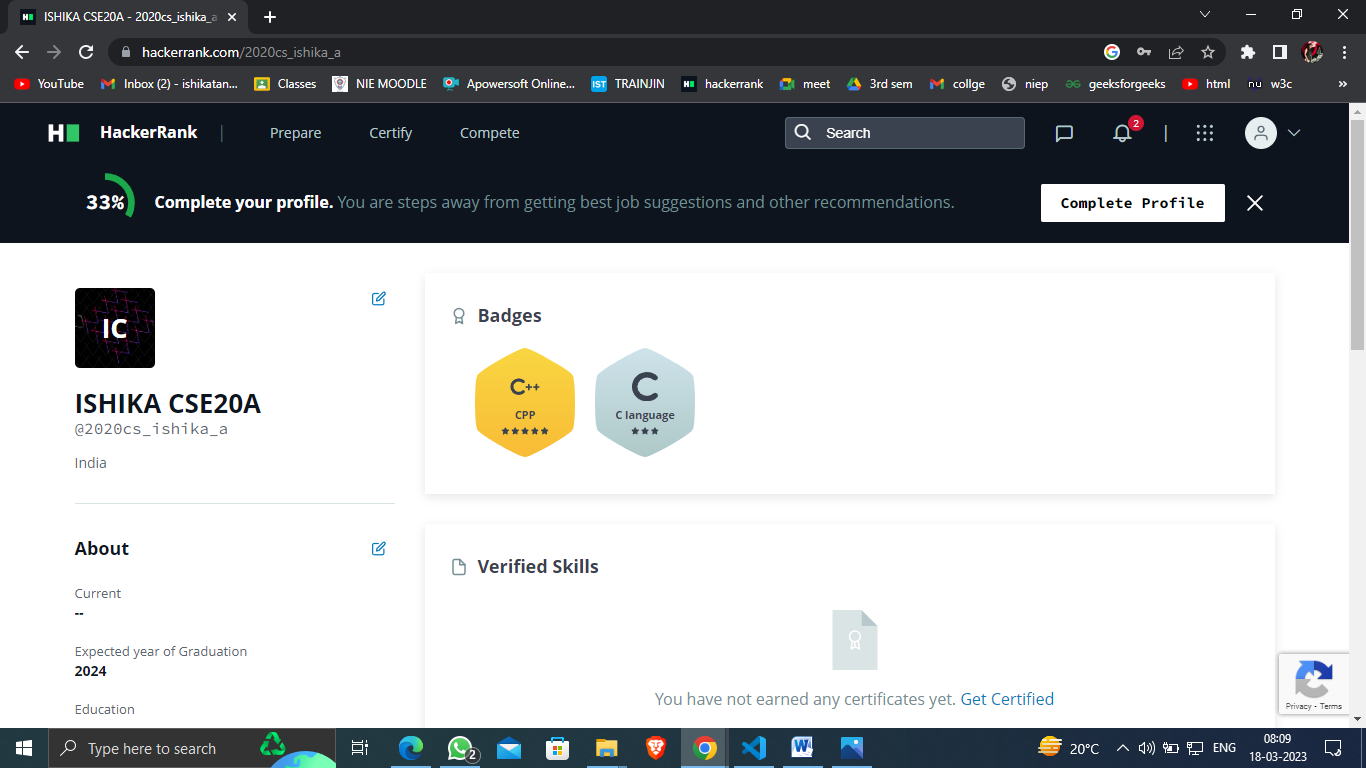 ISHIKA CSE20A - 2020cs_ishika_a
hackerrank.com/2020cs_ishika_a
YouTube
Inbox (2) - ishikatan...
Classes
NIE MOODLE
Apowersoft Online...
IST TRAINJIN
hackerrank
meet
3rd sem
collge
niep
geeksforgeeks
html
nu w3c
»
H HackerRank | Prepare Certify Compete Search 2
33% Complete your profile. You are steps away from getting best job suggestions and other recommendations. Complete Profile
IC
ISHIKA CSE20A
@2020cs_ishika_a
India
About
Current
--
Expected year of Graduation
2024
Education
Badges
C++
CPP
★★★★★
C
C language
★★★
Verified Skills
You have not earned any certificates yet. Get Certified
Privacy - Terms
Type here to search
2
20°C
ENG
08:09
18-03-2023